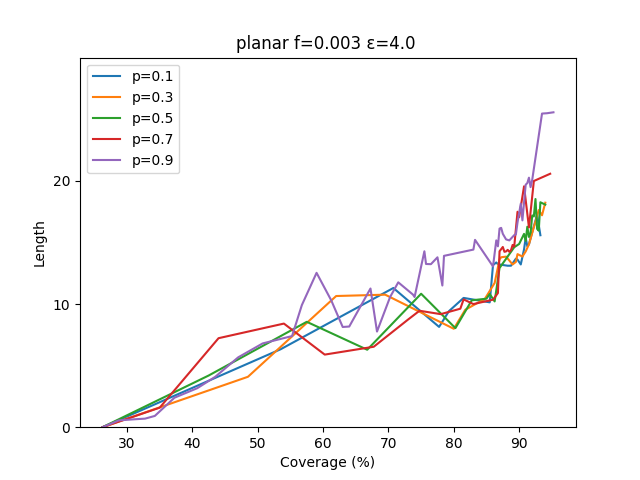 planar f=0.003 ε=4.0
p=0.1
p=0.3
p=0.5
p=0.7
p=0.9
Length
20
10
0
30 40 50 60 70 80 90
Coverage (%)